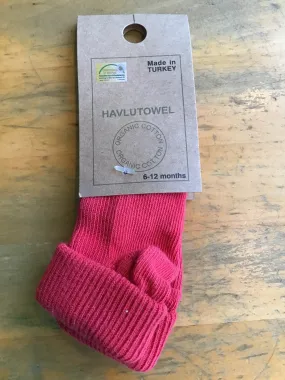 Made in
TURKEY
HAVLUTOWEL
ORGANIC COTTON
ORGANIC COTTON
6-12 months